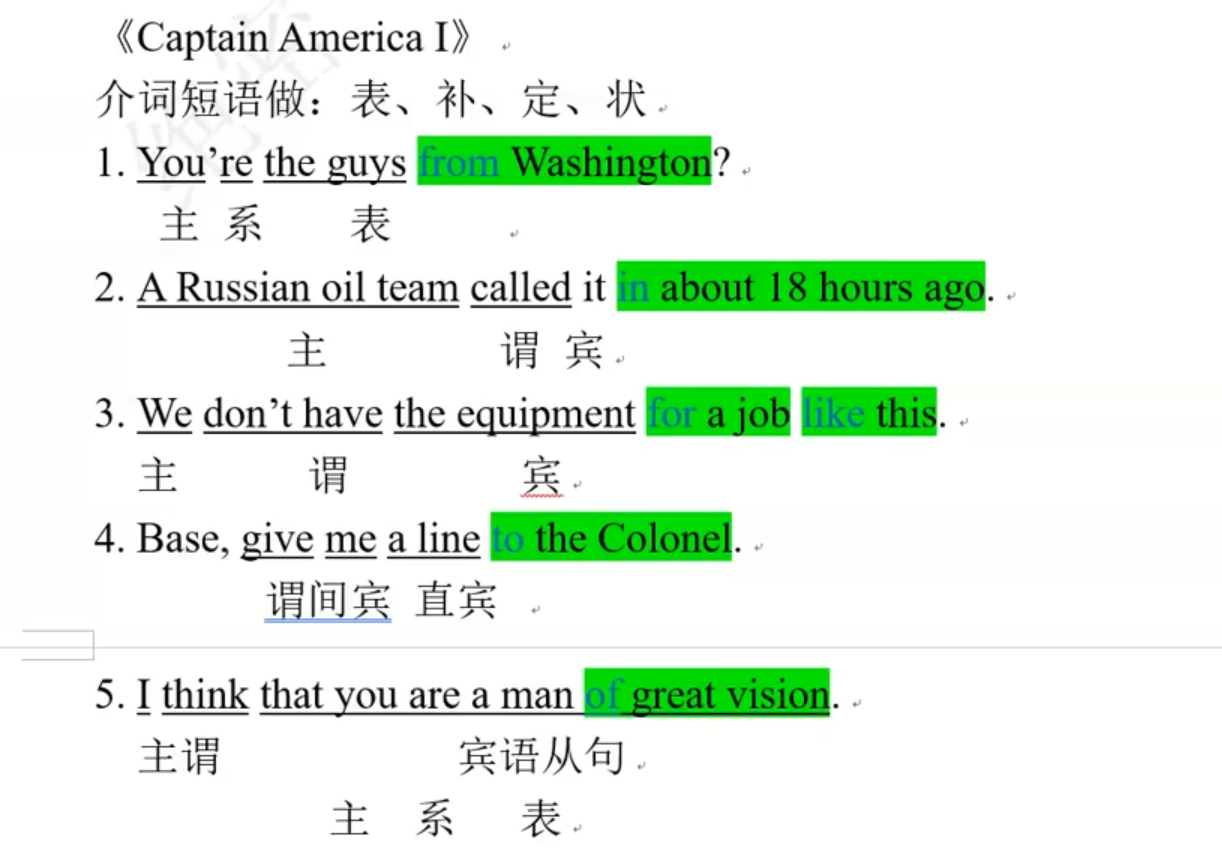 《Captain America I》
介词短语做：表、补、定、状
1. You’re the guys from Washington?
主 系 表
2. A Russian oil team called it in about 18 hours ago.
主 谓 宾
3. We don’t have the equipment for a job like this.
主 谓 宾
4. Base, give me a line to the Colonel.
谓间宾 直宾
5. I think that you are a man of great vision.
主谓 宾语从句
主 系 表